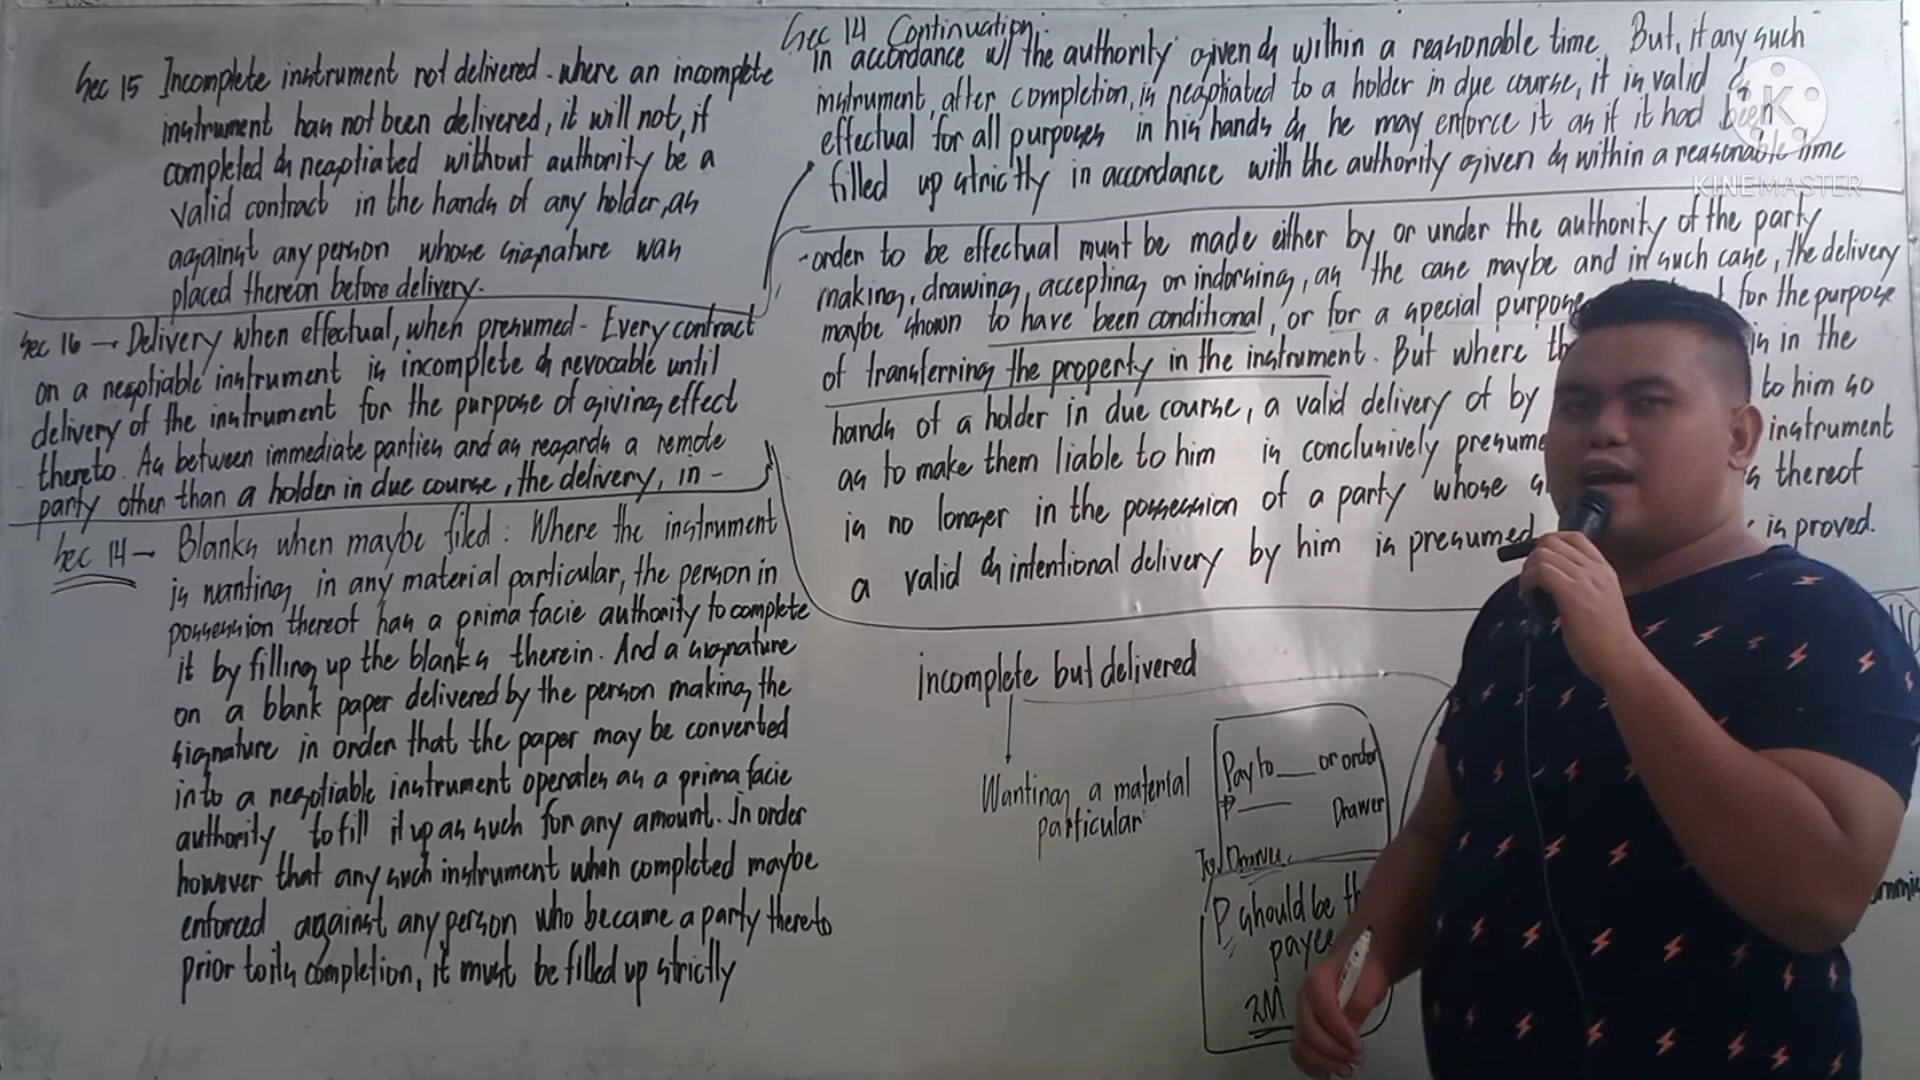 Sec 15 Incomplete instrument not delivered - where an incomplete
instrument has not been delivered, it will not, if
completed & negotiated without authority be a
valid contract in the hands of any holder, as
against any person whose signature was
placed thereon before delivery.
Sec 16 - Delivery when effectual, when presumed - Every contract
on a negotiable instrument is incomplete & revocable until
delivery of the instrument for the purpose of giving effect
thereto. As between immediate parties and as regards a remote
party other than a holder in due course, the delivery, in -
Sec 14 - Blanks when maybe filed : Where the instrument
is wanting in any material particular, the person in
possession thereof has a prima facie authority to complete
it by filling up the blanks therein. And a signature
on a blank paper delivered by the person making the
signature in order that the paper may be converted
into a negotiable instrument operates as a prima facie
authority to fill it up as such for any amount. In order
however that any such instrument when completed maybe
enforced against any person who became a party thereto
prior to its completion, it must be filled up strictly
Sec 14 Continuation
in accordance w/ the authority given & within a reasonable time. But, if any such
instrument, after completion, is negotiated to a holder in due course, it is valid &
effectual for all purposes in his hands & he may enforce it as if it had been
filled up strictly in accordance with the authority given & within a reasonable time
KINEMASTER
-order to be effectual must be made either by or under the authority of the party
making, drawing, accepting or indorsing, as the case maybe and in such case, the delivery
maybe shown to have been conditional, or for a special purpose for the purpose
of transferring the property in the instrument. But where is in the
hands of a holder in due course, a valid delivery of by to him so
as to make them liable to him is conclusively instrument
is no longer in the possession of a party whose thereof
a valid & intentional delivery by him is presumed is proved.
incomplete but delivered
Wanting a material
particular
Pay to ___ or order
P ___
Drawer
P should be
payee
2M